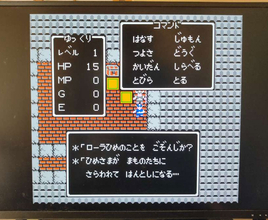 ゆっくり
レベル 1
HP 15
MP 0
G 0
E 0
コマンド
はなす じゅもん
つよさ どうぐ
かいだん しらべる
とびら とる
*「ローラひめのことを ごぞんじか?
*「ひめさまが まものたちに
さらわれて はんとしになる…